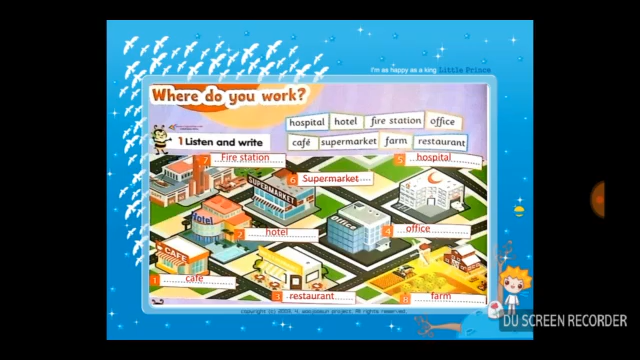 I'm as happy as a king Little Prince
Where do you work?
hospital hotel fire station office
café supermarket farm restaurant
1 Listen and write
7 Fire station
5 hospital
SUPERMARKET
6 Supermarket
Hotel
2 hotel
Office
4 office
CAFE
1 café
3 restaurant
8 farm
DU SCREEN RECORDER